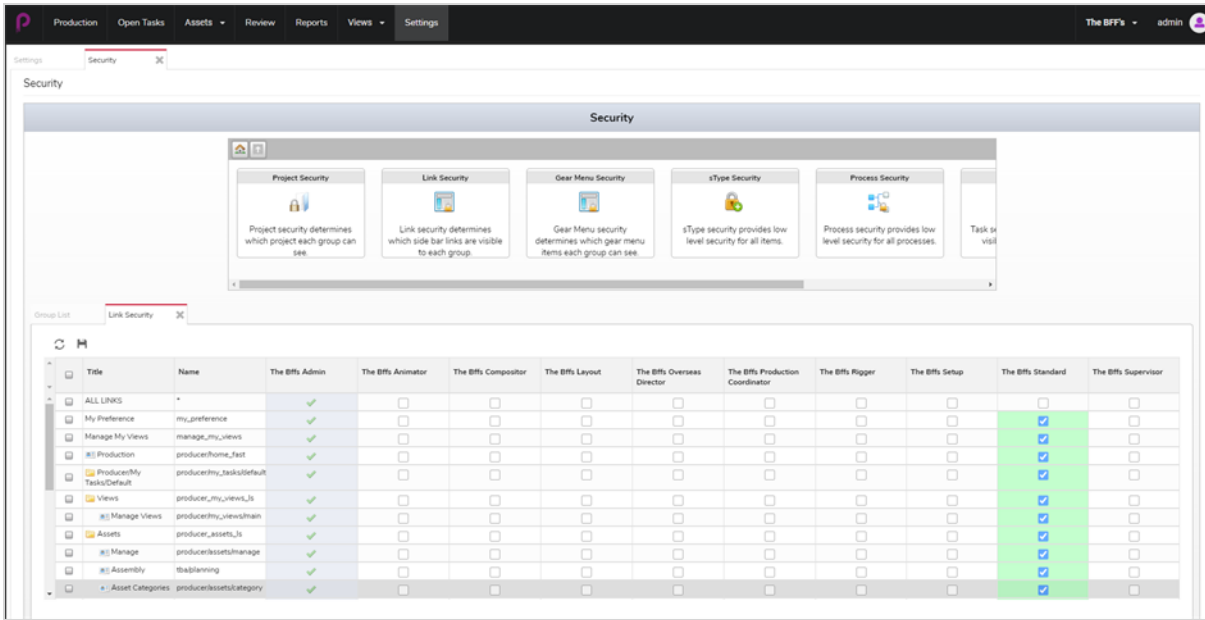 Production Open Tasks Assets Review Reports Views Settings The BFF's admin
Settings Security
Security
Security
Project Security
Project security determines
which project each group can
see.
Link Security
Link security determines
which side bar links are visible
to each group.
Gear Menu Security
Gear Menu security
determines which gear menu
items each group can see.
sType Security
sType security provides low
level security for all items.
Process Security
Process security provides low
level security for all processes.
Group List Link Security
Title Name The Bffs Admin The Bffs Animator The Bffs Compositor The Bffs Layout The Bffs Overseas Director The Bffs Production Coordinator The Bffs Rigger The Bffs Setup The Bffs Standard The Bffs Supervisor
ALL LINKS *
My Preference my_preference
Manage My Views manage_my_views
Production producer/home_fast
Producer/My Tasks/Default producer/my_tasks/default
Views producer_my_views_ls
Manage Views producer/my_views/main
Assets producer_assets_ls
Manage producer/assets/manage
Assembly tba/planning
Asset Categories producer/assets/category